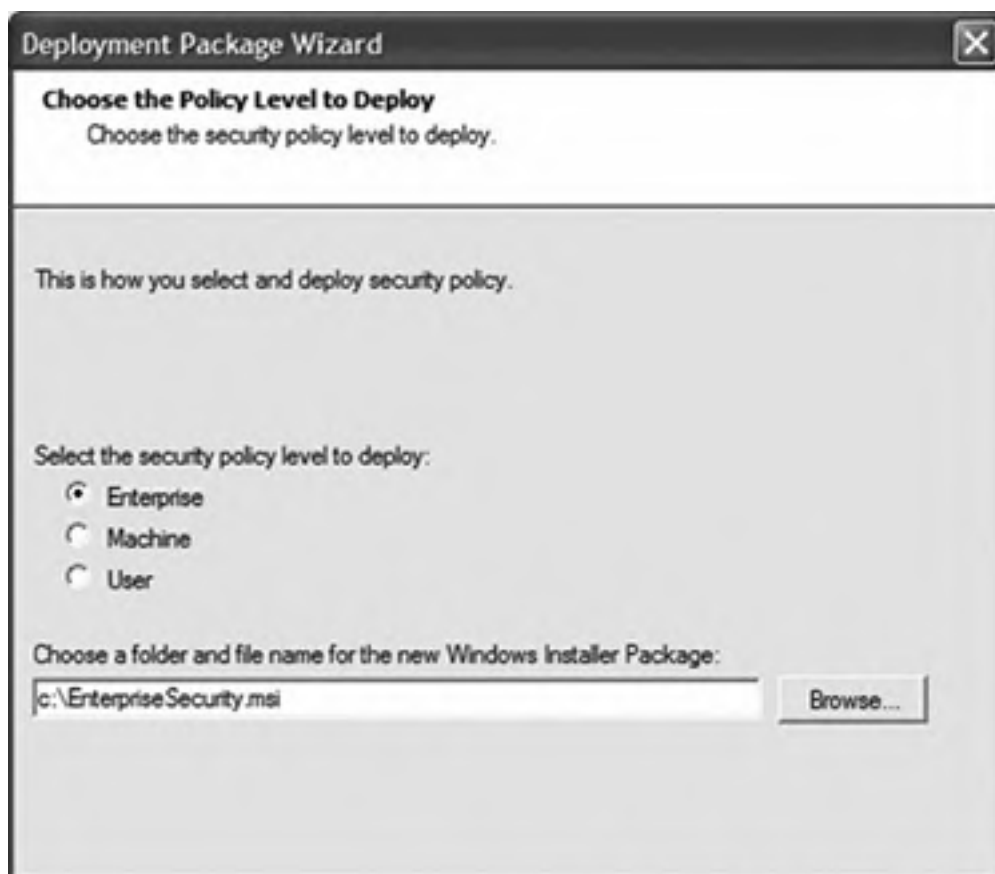 Deployment Package Wizard
Choose the Policy Level to Deploy
Choose the security policy level to deploy.
This is how you select and deploy security policy.
Select the security policy level to deploy:
Enterprise
Machine
User
Choose a folder and file name for the new Windows Installer Package:
c:\EnterpriseSecurity.msi
Browse...